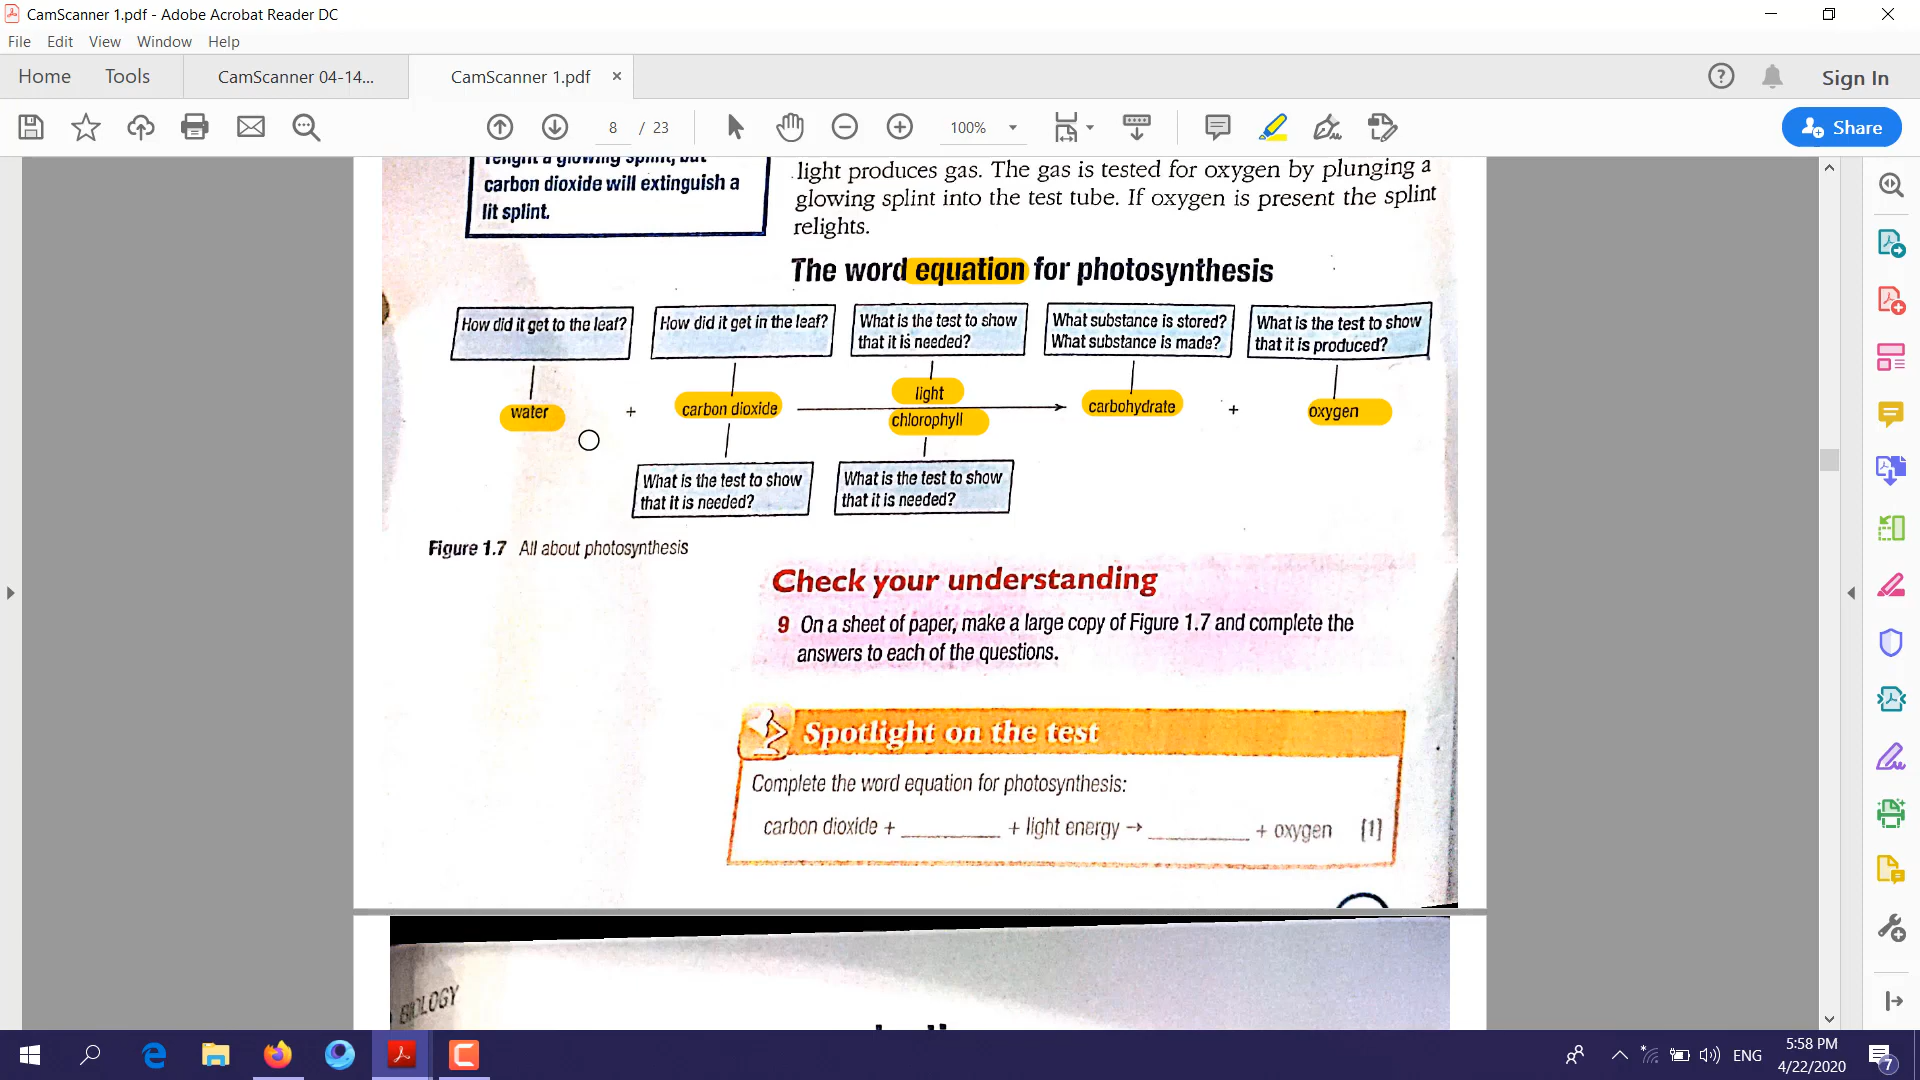 CamScanner 1.pdf - Adobe Acrobat Reader DC
File Edit View Window Help
Home Tools CamScanner 04-14... CamScanner 1.pdf × ? Sign In
8 / 23 100% Share
relight a glowing splint, but
carbon dioxide will extinguish a
lit splint.
light produces gas. The gas is tested for oxygen by plunging a
glowing splint into the test tube. If oxygen is present the splint
relights.
The word equation for photosynthesis
How did it get to the leaf?
How did it get in the leaf?
What is the test to show
that it is needed?
What substance is stored?
What substance is made?
What is the test to show
that it is produced?
water + carbon dioxide light carbohydrate + oxygen
chlorophyll
What is the test to show
that it is needed?
What is the test to show
that it is needed?
Figure 1.7 All about photosynthesis
Check your understanding
9 On a sheet of paper, make a large copy of Figure 1.7 and complete the
answers to each of the questions.
Spotlight on the test
Complete the word equation for photosynthesis:
carbon dioxide + __________ + light energy → __________ + oxygen [1]
BIOLOGY
ENG
5:58 PM
4/22/2020
7